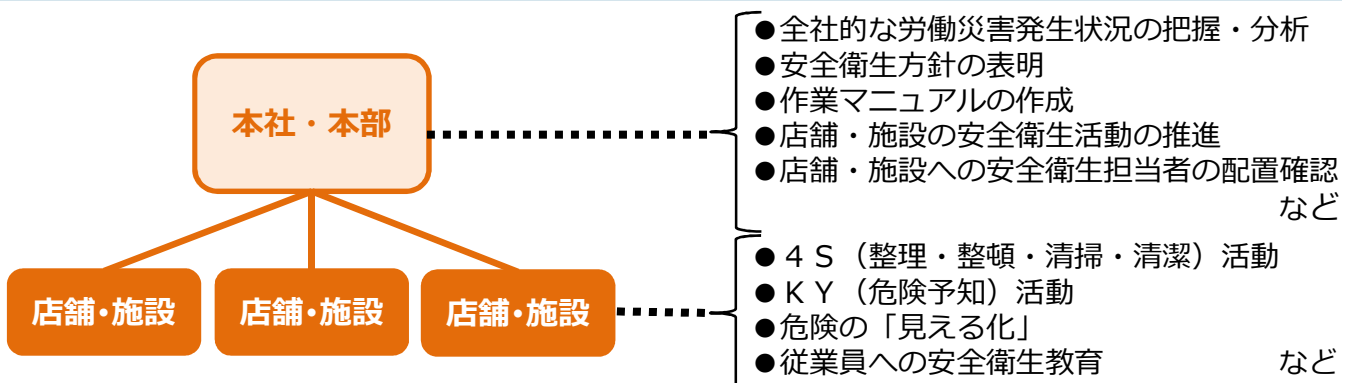 本社・本部
●全社的な労働災害発生状況の把握・分析
●安全衛生方針の表明
●作業マニュアルの作成
●店舗・施設の安全衛生活動の推進
●店舗・施設への安全衛生担当者の配置確認
など
店舗・施設
店舗・施設
店舗・施設
●４Ｓ（整理・整頓・清掃・清潔）活動
●ＫＹ（危険予知）活動
●危険の「見える化」
●従業員への安全衛生教育　など